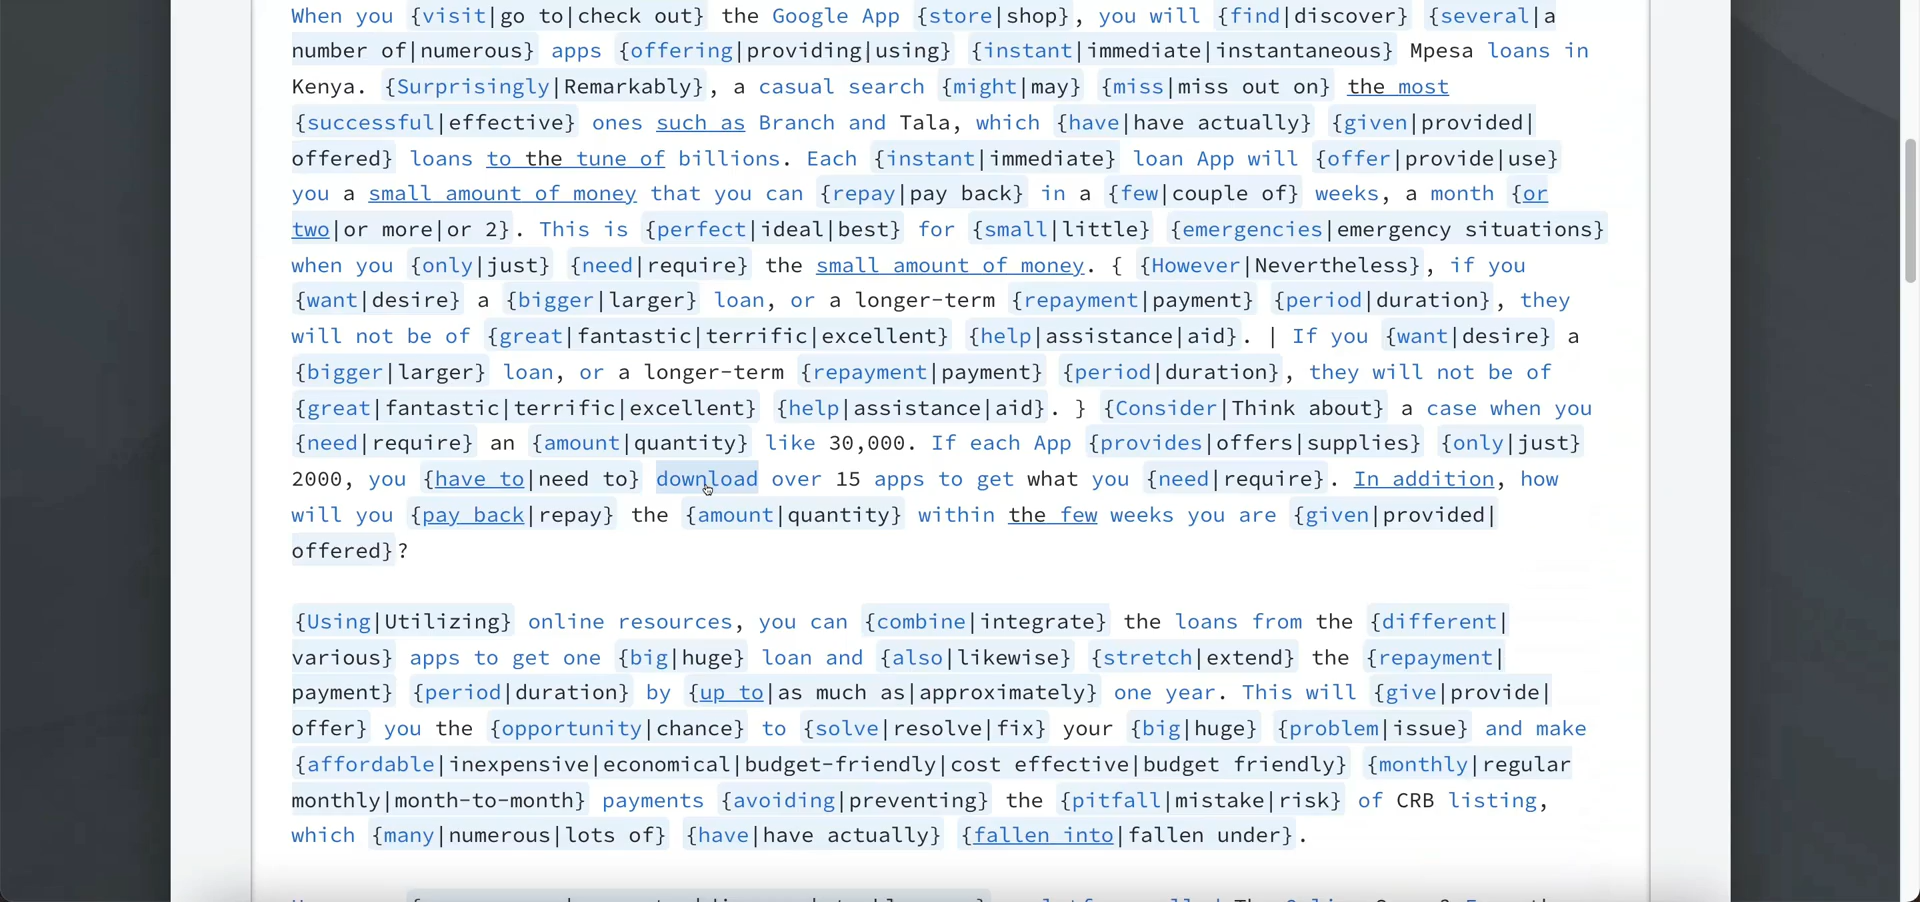 When you {visit|go to|check out} the Google App {store|shop}, you will {find|discover} {several|a
number of|numerous} apps {offering|providing|using} {instant|immediate|instantaneous} Mpesa loans in
Kenya. {Surprisingly|Remarkably}, a casual search {might|may} {miss|miss out on} the most
{successful|effective} ones such as Branch and Tala, which {have|have actually} {given|provided|
offered} loans to the tune of billions. Each {instant|immediate} loan App will {offer|provide|use}
you a small amount of money that you can {repay|pay back} in a {few|couple of} weeks, a month {or
two|or more|or 2}. This is {perfect|ideal|best} for {small|little} {emergencies|emergency situations}
when you {only|just} {need|require} the small amount of money. { {However|Nevertheless}, if you
{want|desire} a {bigger|larger} loan, or a longer-term {repayment|payment} {period|duration}, they
will not be of {great|fantastic|terrific|excellent} {help|assistance|aid}. | If you {want|desire} a
{bigger|larger} loan, or a longer-term {repayment|payment} {period|duration}, they will not be of
{great|fantastic|terrific|excellent} {help|assistance|aid}. } {Consider|Think about} a case when you
{need|require} an {amount|quantity} like 30,000. If each App {provides|offers|supplies} {only|just}
2000, you {have to|need to} download over 15 apps to get what you {need|require}. In addition, how
will you {pay back|repay} the {amount|quantity} within the few weeks you are {given|provided|
offered}?
{Using|Utilizing} online resources, you can {combine|integrate} the loans from the {different|
various} apps to get one {big|huge} loan and {also|likewise} {stretch|extend} the {repayment|
payment} {period|duration} by {up to|as much as|approximately} one year. This will {give|provide|
offer} you the {opportunity|chance} to {solve|resolve|fix} your {big|huge} {problem|issue} and make
{affordable|inexpensive|economical|budget-friendly|cost effective|budget friendly} {monthly|regular
monthly|month-to-month} payments {avoiding|preventing} the {pitfall|mistake|risk} of CRB listing,
which {many|numerous|lots of} {have|have actually} {fallen into|fallen under}.